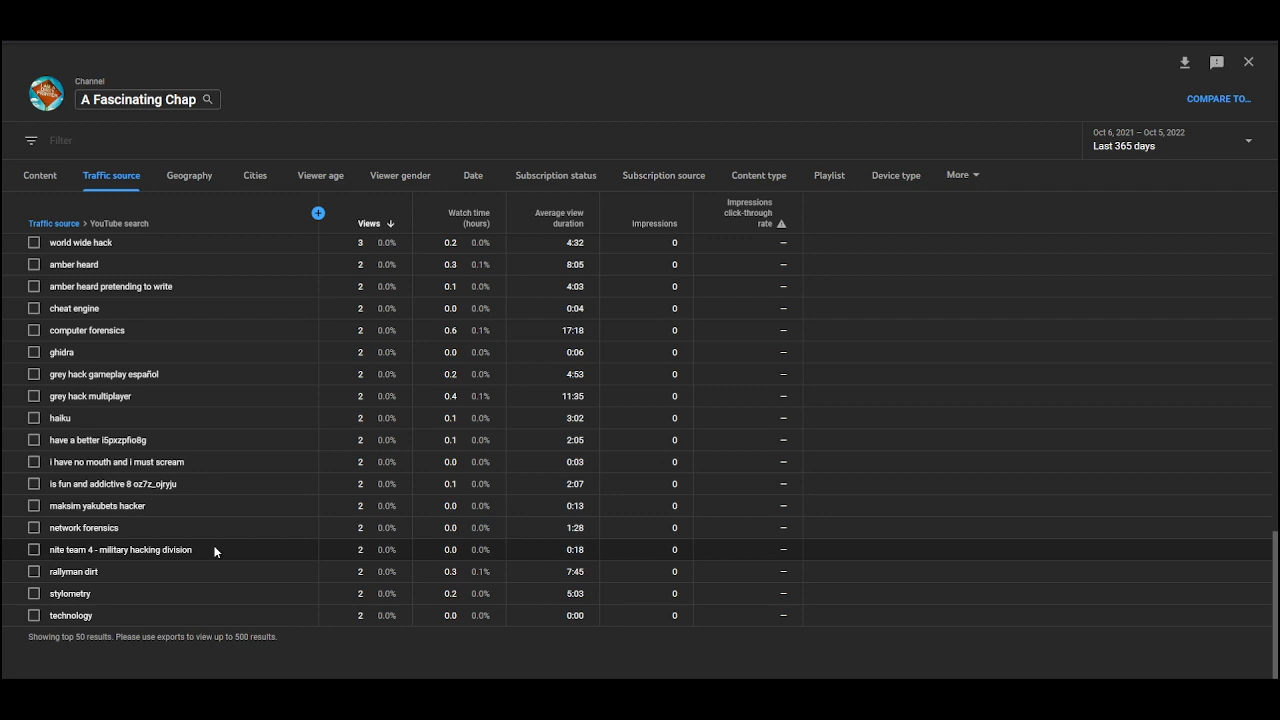 Channel
A Fascinating Chap
COMPARE TO...
Filter
Oct 6, 2021 – Oct 5, 2022
Last 365 days
Content Traffic source Geography Cities Viewer age Viewer gender Date Subscription status Subscription source Content type Playlist Device type More
Traffic source > YouTube search Views Watch time (hours) Average view duration Impressions Impressions click-through rate
world wide hack 3 0.0% 0.2 0.0% 4:32 0 –
amber heard 2 0.0% 0.3 0.1% 8:05 0 –
amber heard pretending to write 2 0.0% 0.1 0.0% 4:03 0 –
cheat engine 2 0.0% 0.0 0.0% 0:04 0 –
computer forensics 2 0.0% 0.6 0.1% 17:18 0 –
ghidra 2 0.0% 0.0 0.0% 0:06 0 –
grey hack gameplay español 2 0.0% 0.2 0.0% 4:53 0 –
grey hack multiplayer 2 0.0% 0.4 0.1% 11:35 0 –
haiku 2 0.0% 0.1 0.0% 3:02 0 –
have a better i5pxzpfio8g 2 0.0% 0.1 0.0% 2:05 0 –
i have no mouth and i must scream 2 0.0% 0.0 0.0% 0:03 0 –
is fun and addictive 8 oz7z_ojryju 2 0.0% 0.1 0.0% 2:07 0 –
maksim yakubets hacker 2 0.0% 0.0 0.0% 0:13 0 –
network forensics 2 0.0% 0.0 0.0% 1:28 0 –
nite team 4 - military hacking division 2 0.0% 0.0 0.0% 0:18 0 –
rallyman dirt 2 0.0% 0.3 0.1% 7:45 0 –
stylometry 2 0.0% 0.2 0.0% 5:03 0 –
technology 2 0.0% 0.0 0.0% 0:00 0 –
Showing top 50 results. Please use exports to view up to 500 results.